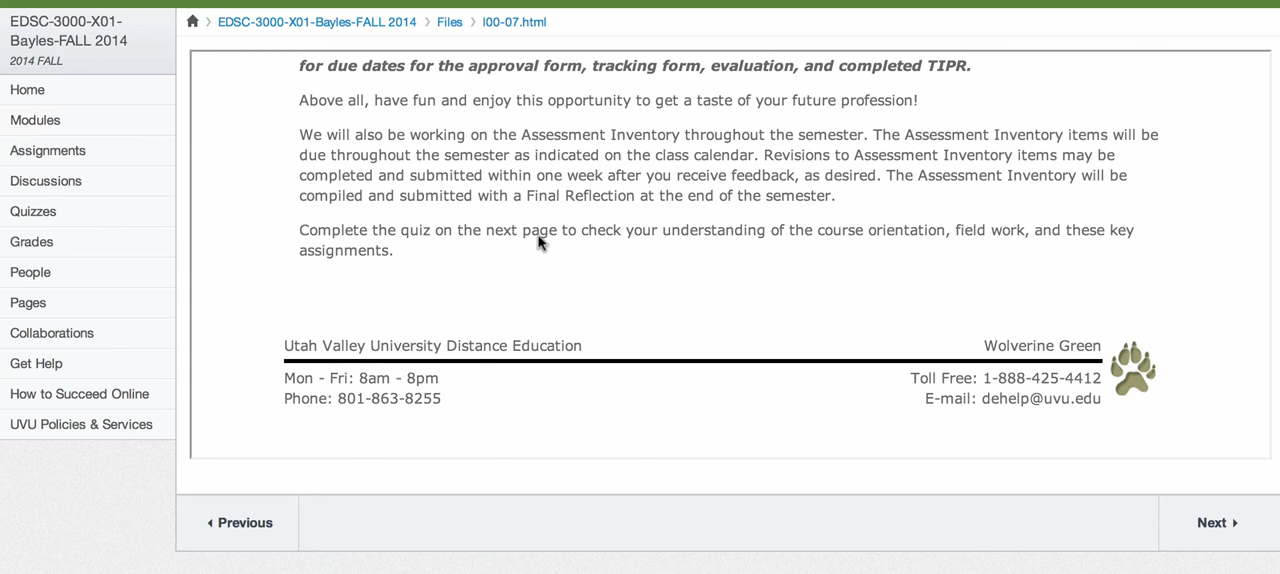 EDSC-3000-X01-
Bayles-FALL 2014
2014 FALL
Home
Modules
Assignments
Discussions
Quizzes
Grades
People
Pages
Collaborations
Get Help
How to Succeed Online
UVU Policies & Services
EDSC-3000-X01-Bayles-FALL 2014 Files l00-07.html
for due dates for the approval form, tracking form, evaluation, and completed TIPR.
Above all, have fun and enjoy this opportunity to get a taste of your future profession!
We will also be working on the Assessment Inventory throughout the semester. The Assessment Inventory items will be
due throughout the semester as indicated on the class calendar. Revisions to Assessment Inventory items may be
completed and submitted within one week after you receive feedback, as desired. The Assessment Inventory will be
compiled and submitted with a Final Reflection at the end of the semester.
Complete the quiz on the next page to check your understanding of the course orientation, field work, and these key
assignments.
Utah Valley University Distance Education Wolverine Green
Mon - Fri: 8am - 8pm Toll Free: 1-888-425-4412
Phone: 801-863-8255 E-mail: dehelp@uvu.edu
Previous Next